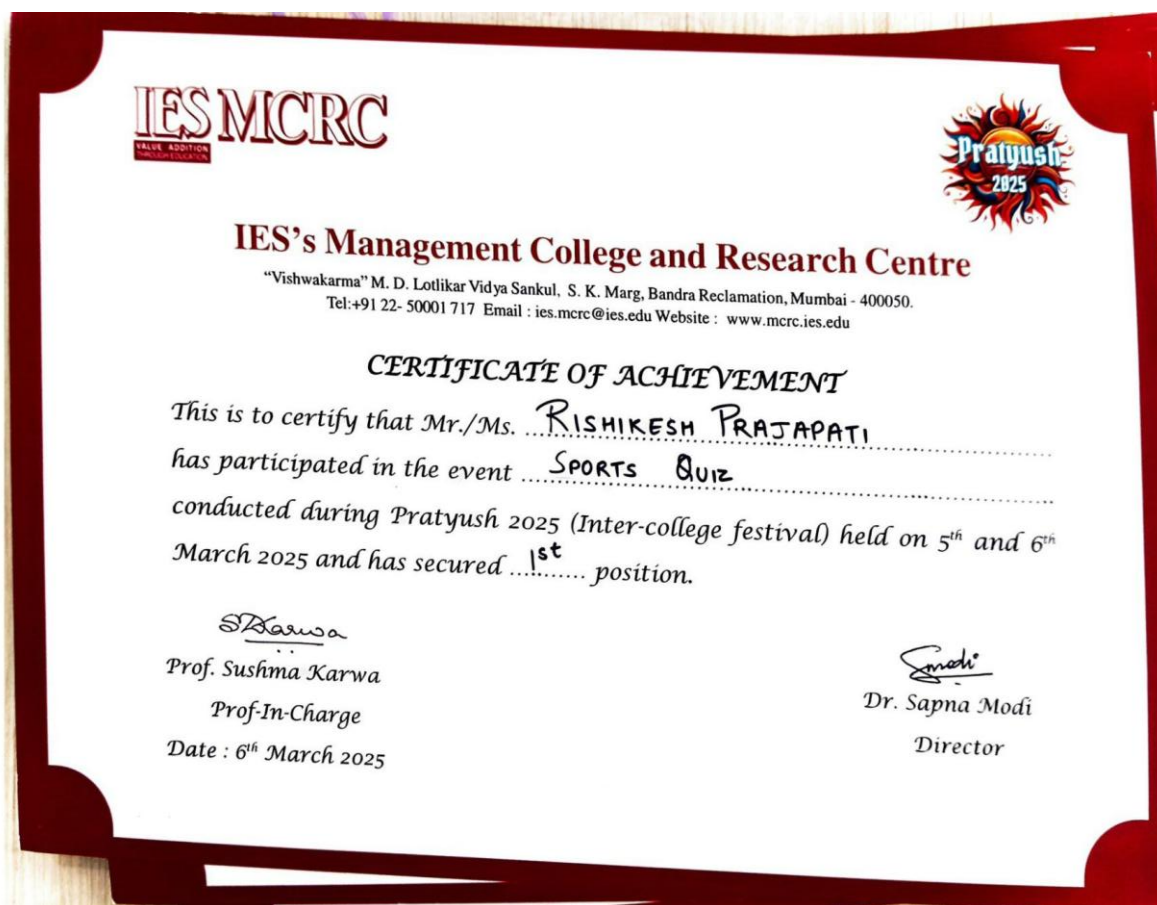 IES MCRC
VALUE ADDITION
THROUGH EDUCATION
Pratyush
2025
IES's Management College and Research Centre
"Vishwakarma" M. D. Lotlikar Vidya Sankul, S. K. Marg, Bandra Reclamation, Mumbai - 400050.
Tel:+91 22- 50001 717 Email : ies.mcrc@ies.edu Website : www.mcrc.ies.edu
CERTIFICATE OF ACHIEVEMENT
This is to certify that Mr./Ms. RISHIKESH PRAJAPATI
has participated in the event SPORTS QUIZ
conducted during Pratyush 2025 (Inter-college festival) held on 5th and 6th
March 2025 and has secured 1st position.
SDKarwa
Prof. Sushma Karwa
Prof-In-Charge
Date : 6th March 2025
Smodi
Dr. Sapna Modi
Director